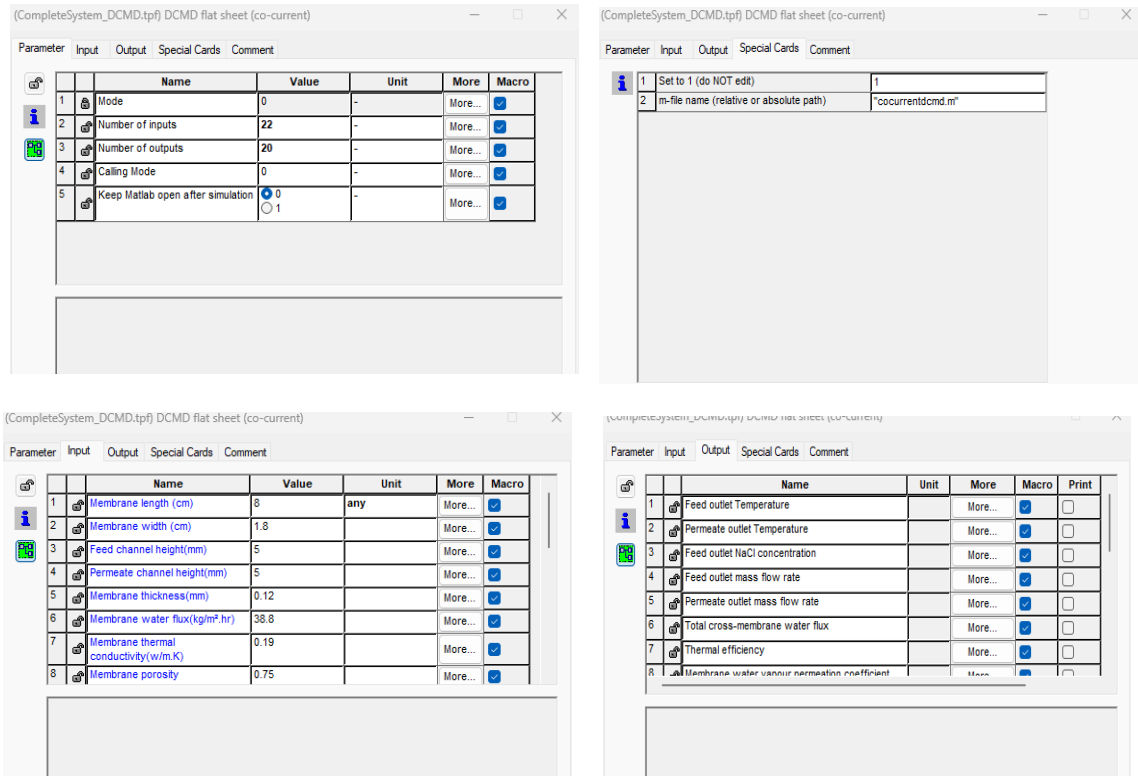 (CompleteSystem_DCMD.tpf) DCMD flat sheet (co-current)
Parameter Input Output Special Cards Comment
Name Value Unit More Macro
1 Mode 0 - More...
2 Number of inputs 22 - More...
3 Number of outputs 20 - More...
4 Calling Mode 0 - More...
5 Keep Matlab open after simulation 0 - More...
1
(CompleteSystem_DCMD.tpf) DCMD flat sheet (co-current)
Parameter Input Output Special Cards Comment
1 Set to 1 (do NOT edit) 1
2 m-file name (relative or absolute path) "cocurrentdcmd.m"
(CompleteSystem_DCMD.tpf) DCMD flat sheet (co-current)
Parameter Input Output Special Cards Comment
Name Value Unit More Macro
1 Membrane length (cm) 8 any More...
2 Membrane width (cm) 1.8 More...
3 Feed channel height(mm) 5 More...
4 Permeate channel height(mm) 5 More...
5 Membrane thickness(mm) 0.12 More...
6 Membrane water flux(kg/m².hr) 38.8 More...
7 Membrane thermal 0.19 More...
conductivity(w/m.K)
8 Membrane porosity 0.75 More...
(CompleteSystem_DCMD.tpf) DCMD flat sheet (co-current)
Parameter Input Output Special Cards Comment
Name Unit More Macro Print
1 Feed outlet Temperature More...
2 Permeate outlet Temperature More...
3 Feed outlet NaCl concentration More...
4 Feed outlet mass flow rate More...
5 Permeate outlet mass flow rate More...
6 Total cross-membrane water flux More...
7 Thermal efficiency More...
8 Membrane water vapour permeation coefficient More...